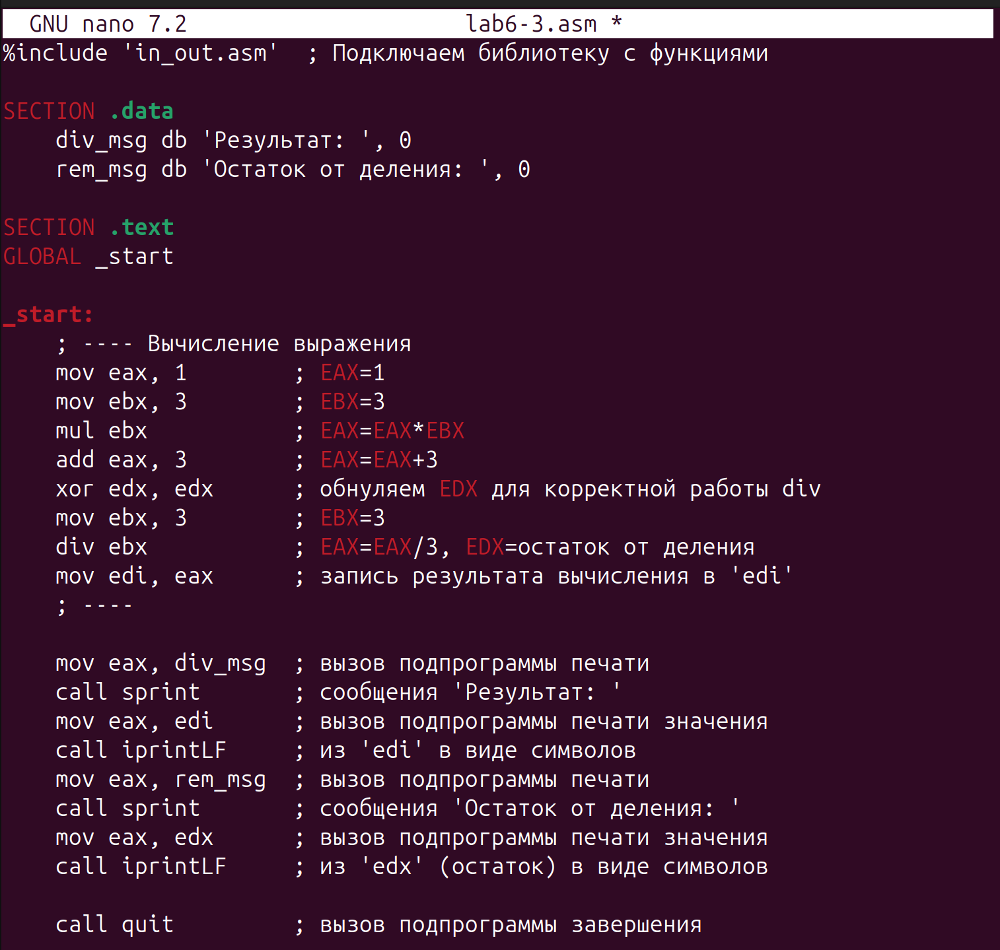 GNU nano 7.2 lab6-3.asm *
%include 'in_out.asm'  ; Подключаем библиотеку с функциями
SECTION .data
    div_msg db 'Результат: ', 0
    rem_msg db 'Остаток от деления: ', 0
SECTION .text
GLOBAL _start
_start:
    ; ---- Вычисление выражения
    mov eax, 1        ; EAX=1
    mov ebx, 3        ; EBX=3
    mul ebx           ; EAX=EAX*EBX
    add eax, 3        ; EAX=EAX+3
    xor edx, edx      ; обнуляем EDX для корректной работы div
    mov ebx, 3        ; EBX=3
    div ebx           ; EAX=EAX/3, EDX=остаток от деления
    mov edi, eax      ; запись результата вычисления в 'edi'
    ; ----
    mov eax, div_msg  ; вызов подпрограммы печати
    call sprint       ; сообщения 'Результат: '
    mov eax, edi      ; вызов подпрограммы печати значения
    call iprintLF     ; из 'edi' в виде символов
    mov eax, rem_msg  ; вызов подпрограммы печати
    call sprint       ; сообщения 'Остаток от деления: '
    mov eax, edx      ; вызов подпрограммы печати значения
    call iprintLF     ; из 'edx' (остаток) в виде символов
    call quit         ; вызов подпрограммы завершения